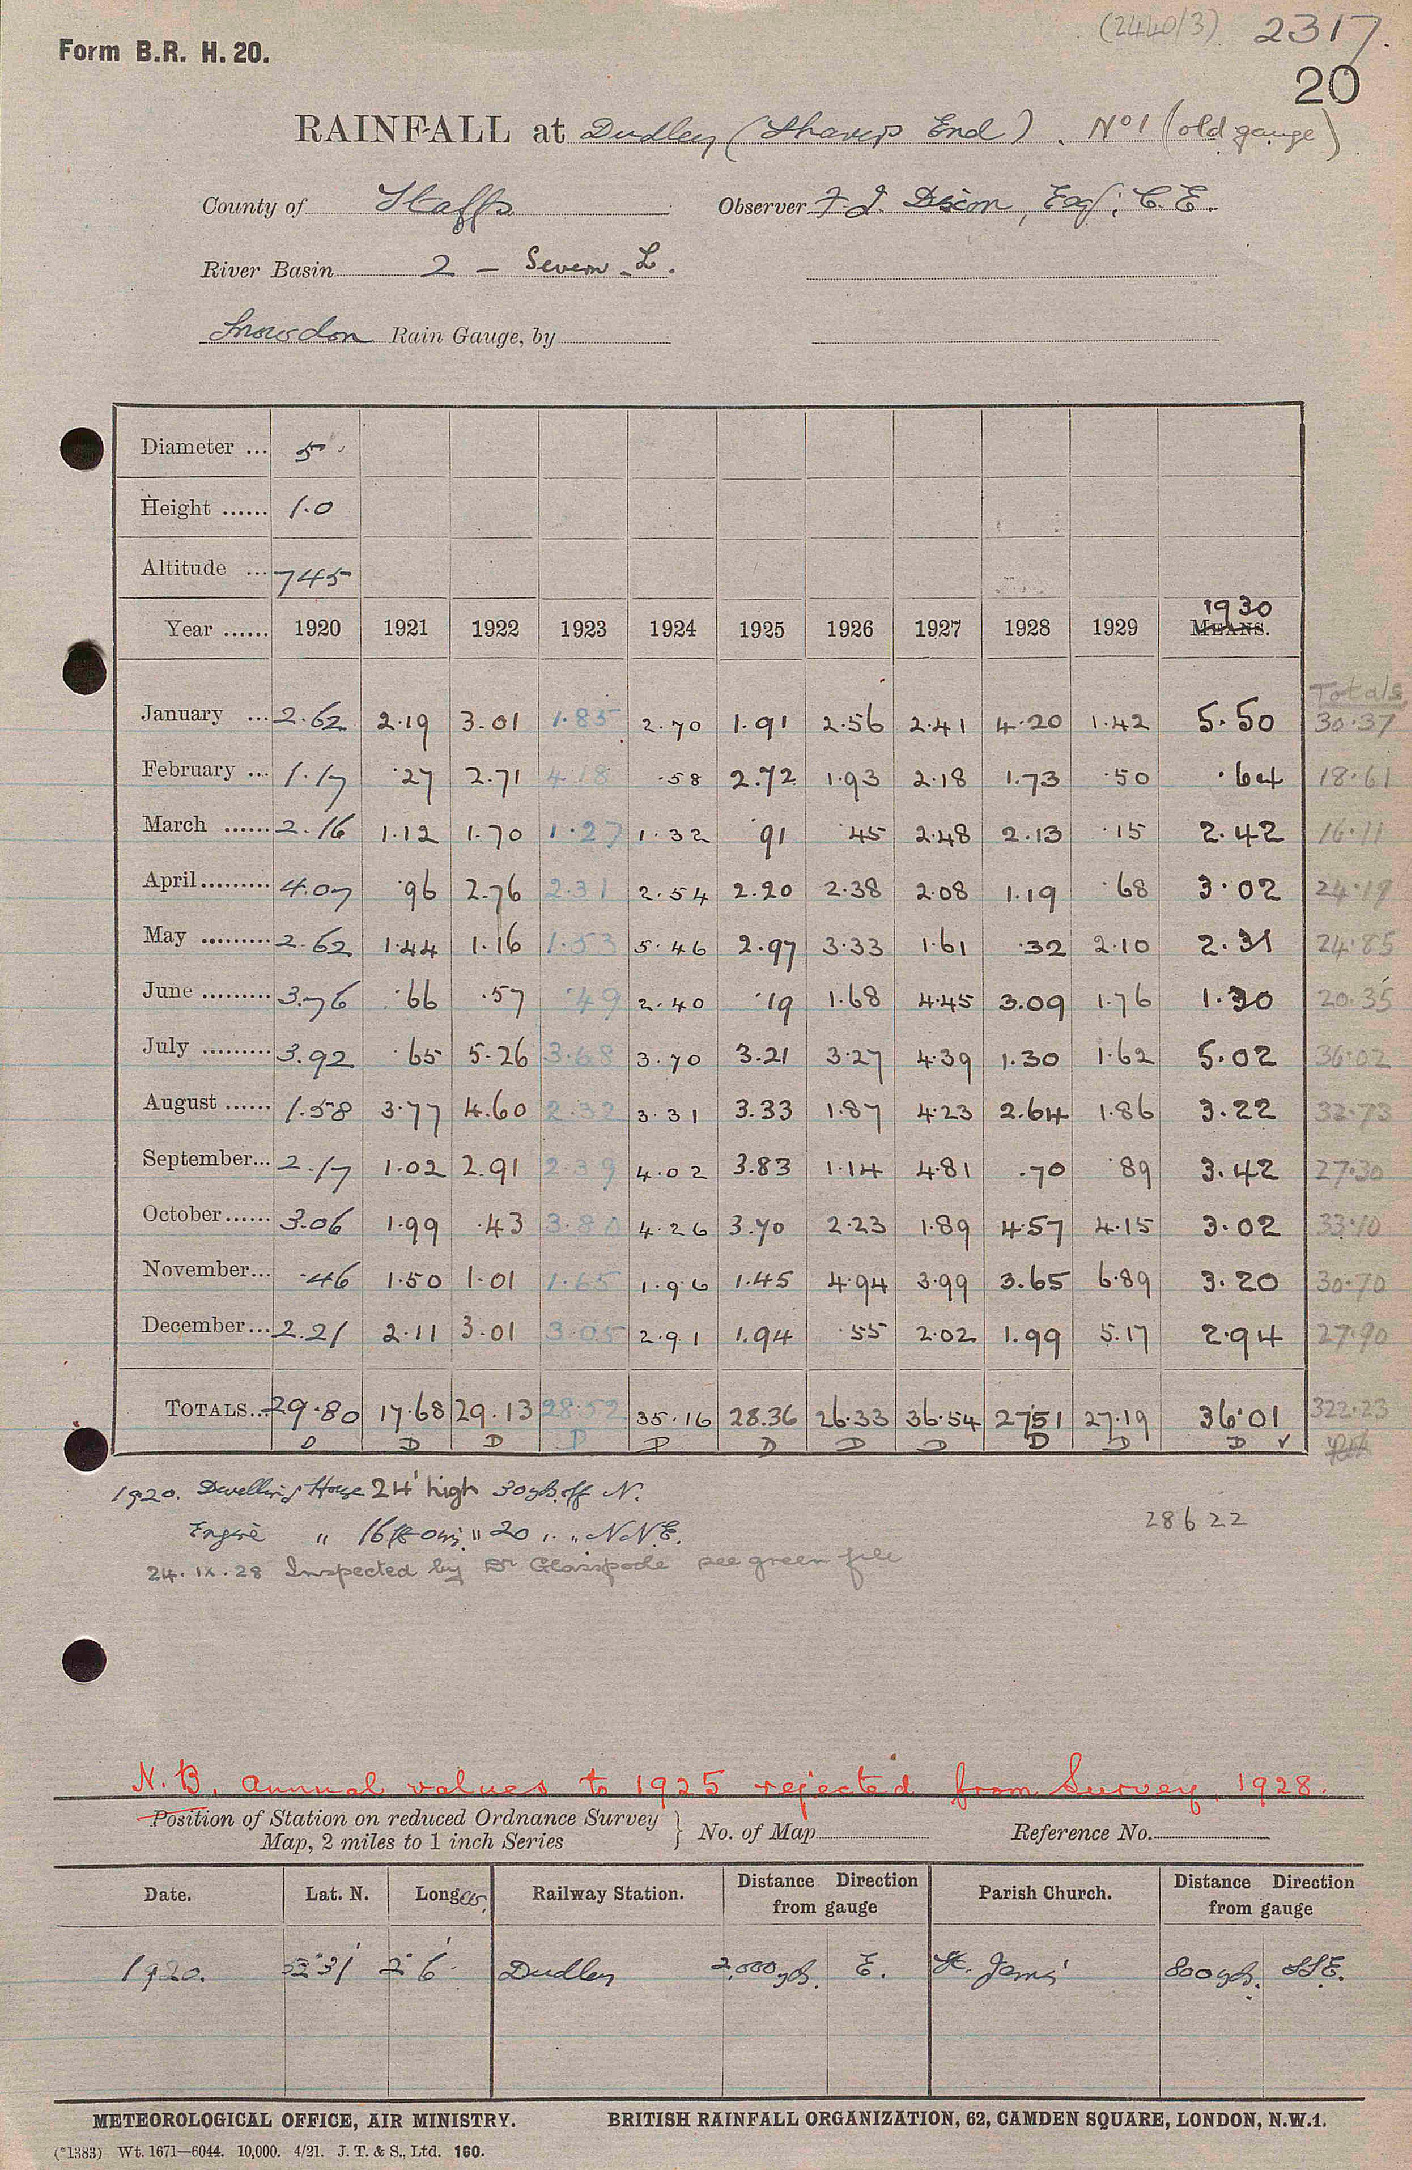 (2440/3) 2317.
Form B.R. H. 20.
20
RAINFALL at Dudley (Shavers End). No 1 (old gauge)
County of Staffs Observer F. J. Dixon, Esq., C.E.
River Basin 2 - Severn L.
Snowdon Rain Gauge, by
Diameter ... 5
Height ...... 1.0
Altitude ... 745
1930
Year ...... 1920 1921 1922 1923 1924 1925 1926 1927 1928 1929 MEANS.
Totals
January ... 2.62 2.19 3.01 1.85 2.70 1.91 2.56 2.41 4.20 1.42 5.50 30.37
February ... 1.17 .27 2.71 4.18 .58 2.72 1.93 2.18 1.73 .50 .64 18.61
March ...... 2.16 1.12 1.70 1.27 1.32 .91 .45 2.48 2.13 .15 2.42 16.11
April ......... 4.07 .96 2.76 2.31 2.54 2.20 2.38 2.08 1.19 .68 3.02 24.19
May ......... 2.62 1.44 1.16 1.53 5.46 2.97 3.33 1.61 .32 2.10 2.31 24.85
June ......... 3.76 .66 .57 .49 2.40 .19 1.68 4.45 3.09 1.76 1.30 20.35
July ......... 3.92 .65 5.26 3.68 3.70 3.21 3.27 4.39 1.30 1.62 5.02 36.02
August ...... 1.58 3.77 4.60 2.32 3.31 3.33 1.87 4.23 2.64 1.86 3.22 32.73
September... 2.17 1.02 2.91 2.39 4.02 3.83 1.14 4.81 .70 .89 3.42 27.30
October...... 3.06 1.99 .43 3.80 4.26 3.70 2.23 1.89 4.57 4.15 3.02 33.10
November... .46 1.50 1.01 1.65 1.96 1.45 4.94 3.99 3.65 6.89 3.20 30.70
December... 2.21 2.11 3.01 3.05 2.91 1.94 .55 2.02 1.99 5.17 2.94 27.90
TOTALS... 29.80 17.68 29.13 28.52 35.16 28.36 26.33 36.54 27.51 27.19 36.01 322.23
D D D D D D D D D D D ✓
1920. Dwelling House 24' high 30 yds. off N.
Engine " 16 ft " 20 " " N.N.E.
28622
24.IX.28 Inspected by Dr Glasspoole see green file
N.B. Annual values to 1925 rejected from Survey, 1928.
Position of Station on reduced Ordnance Survey
Map, 2 miles to 1 inch Series } No. of Map Reference No.
Date. Lat. N. Long W. Railway Station. Distance Direction from gauge Parish Church. Distance Direction from gauge
1920. 52°31' 2°6' Dudley 2,000 yds. E. St. James' 800 yds. SSE.
METEOROLOGICAL OFFICE, AIR MINISTRY. BRITISH RAINFALL ORGANIZATION, 62, CAMDEN SQUARE, LONDON, N.W.1.
(*1383) Wt. 1671—6044. 10,000. 4/21. J. T. & S., Ltd. 160.